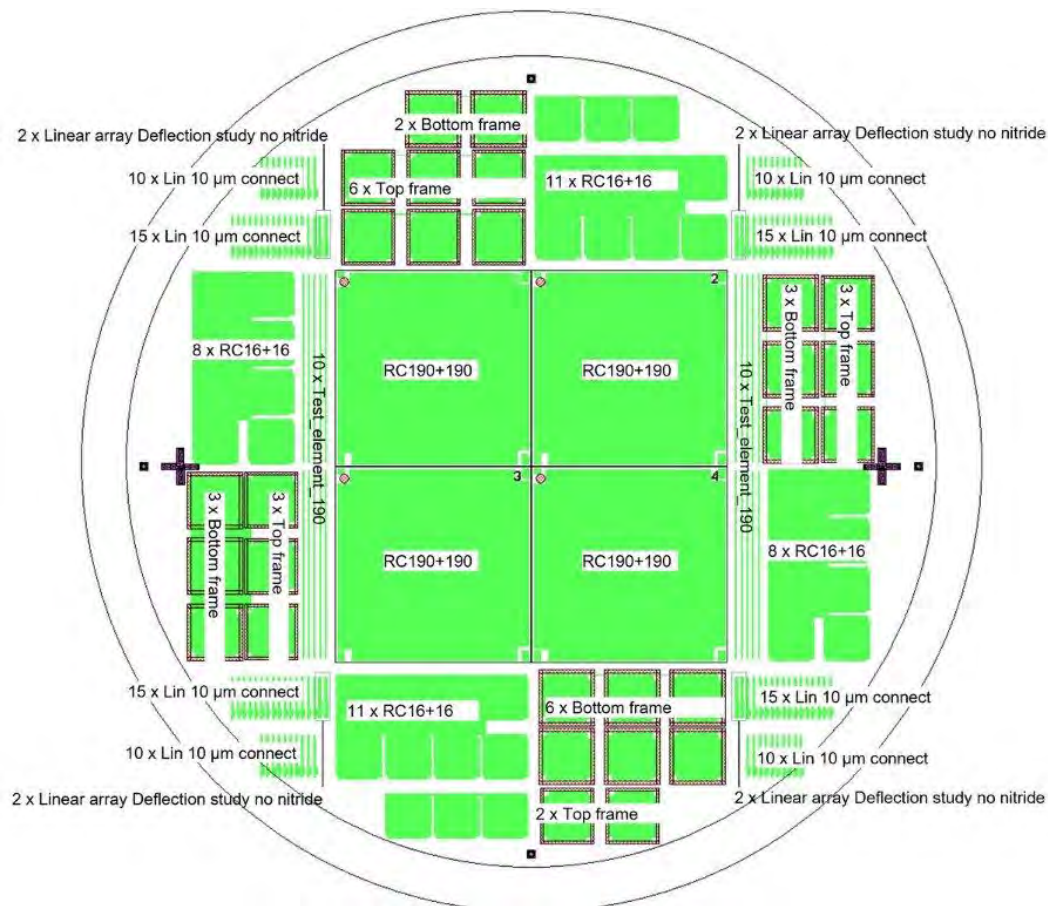 2 x Bottom frame
2 x Linear array Deflection study no nitride
2 x Linear array Deflection study no nitride
10 x Lin 10 µm connect
6 x Top frame
11 x RC16+16
10 x Lin 10 µm connect
15 x Lin 10 µm connect
15 x Lin 10 µm connect
2
3 x Bottom frame
3 x Top frame
8 x RC16+16
10 x Test_element_190
RC190+190
RC190+190
10 x Test_element_190
3
4
3 x Bottom frame
3 x Top frame
RC190+190
RC190+190
8 x RC16+16
15 x Lin 10 µm connect
11 x RC16+16
6 x Bottom frame
15 x Lin 10 µm connect
10 x Lin 10 µm connect
10 x Lin 10 µm connect
2 x Linear array Deflection study no nitride
2 x Top frame
2 x Linear array Deflection study no nitride